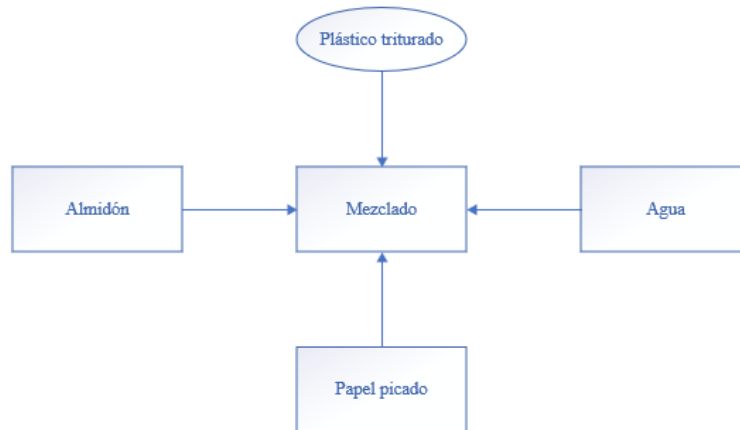 Plástico triturado
Almidón
Mezclado
Agua
Papel picado